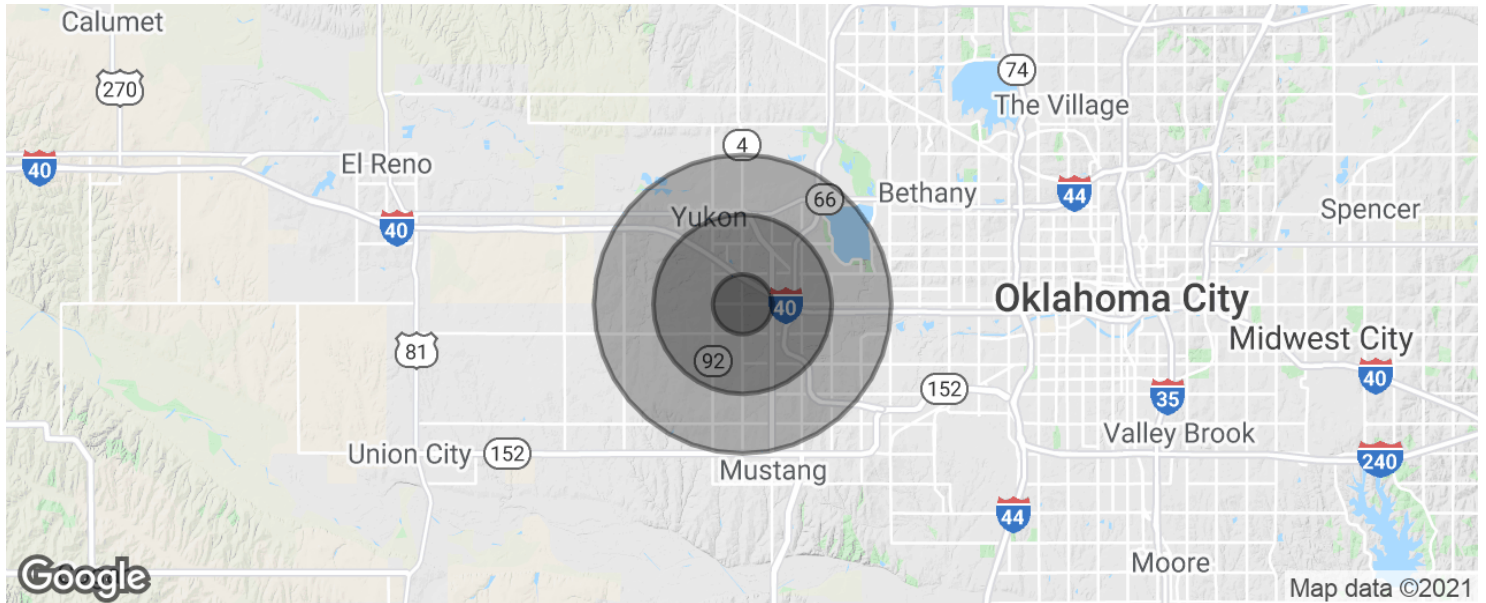 Calumet
270
74
The Village
4
40
El Reno
44
Bethany
66
Spencer
Yukon
40
Oklahoma City
40
Midwest City
81
92
152
40
35
Valley Brook
Union City
152
240
Mustang
44
Moore
Google
Map data ©2021